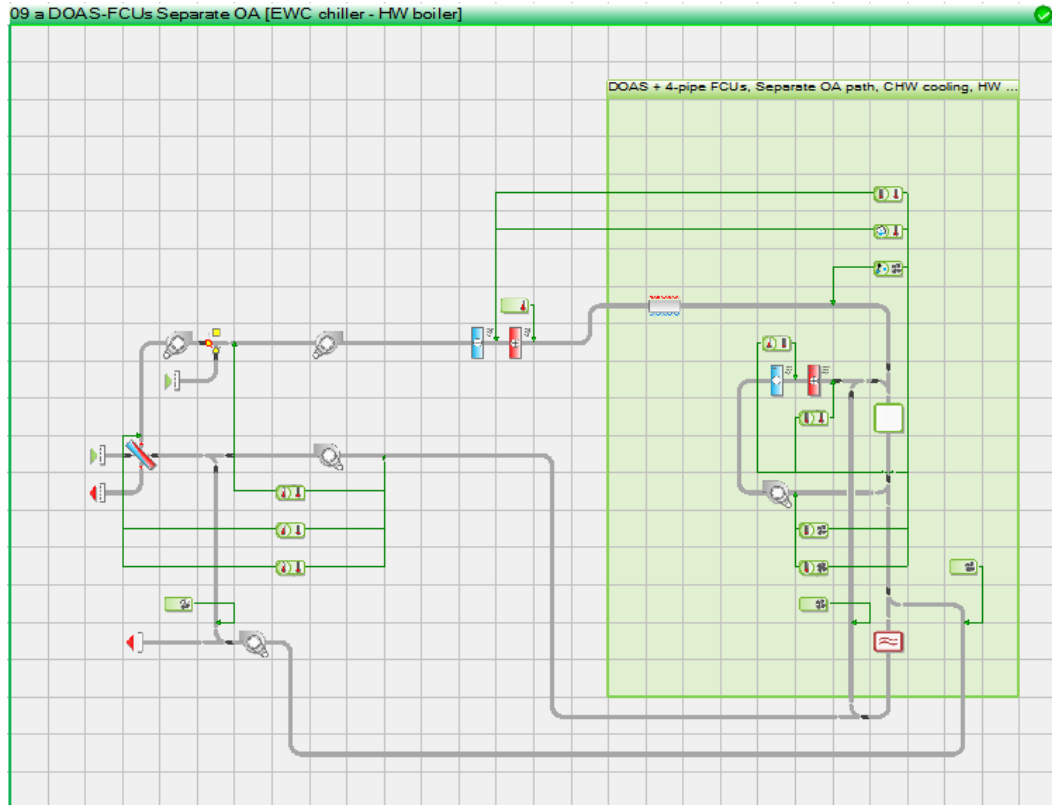 09 a DOAS-FCUs Separate OA [EWC chiller - HW boiler]
DOAS + 4-pipe FCUs, Separate OA path, CHW cooling, HW ...